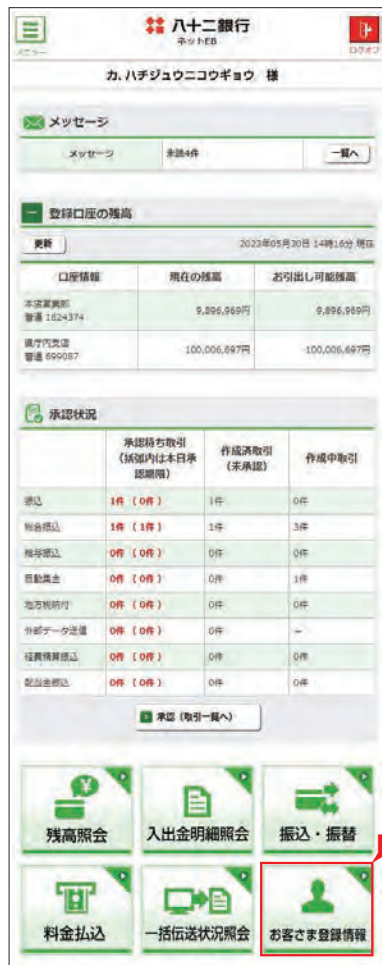 メニュー
八十二銀行
ネットEB
ログオフ
カ．ハチジュウニコウギョウ 様
メッセージ
メッセージ 未読4件 一覧へ
登録口座の残高
更新 2023年05月30日 14時16分 現在
口座情報 現在の残高 お引出し可能残高
本店営業部
普通 1624374 9,896,969円 9,896,969円
県庁内支店
普通 699087 100,006,697円 100,006,697円
承認状況
承認待ち取引
（括弧内は本日承
認期限）
作成済取引
（未承認）
作成中取引
振込 1件（0件） 1件 0件
総合振込 1件（1件） 1件 3件
給与振込 0件（0件） 0件 0件
自動集金 0件（0件） 0件 1件
地方税納付 0件（0件） 0件 0件
外部データ送信 0件（0件） 0件 －
経費精算振込 0件（0件） 0件 0件
配当金振込 0件（0件） 0件 0件
承認（取引一覧へ）
残高照会 入出金明細照会 振込・振替
料金払込 一括伝送状況照会 お客さま登録情報